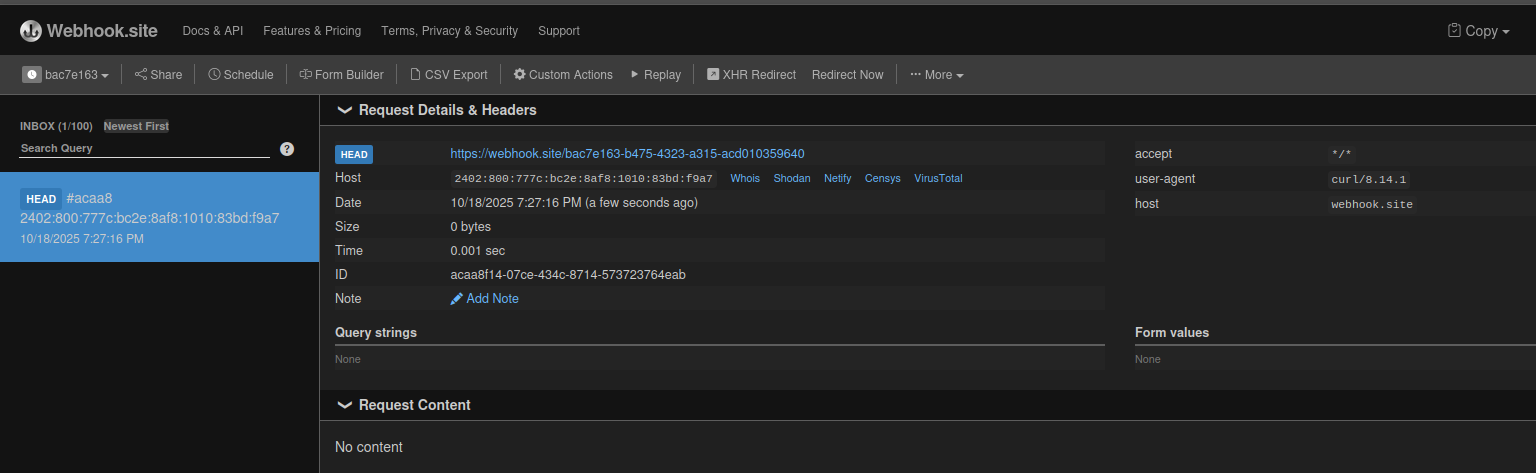 Webhook.site Docs & API Features & Pricing Terms, Privacy & Security Support Copy
bac7e163 Share Schedule Form Builder CSV Export Custom Actions Replay XHR Redirect Redirect Now More
INBOX (1/100) Newest First
Search Query ?
HEAD #acaa8
2402:800:777c:bc2e:8af8:1010:83bd:f9a7
10/18/2025 7:27:16 PM
Request Details & Headers
HEAD https://webhook.site/bac7e163-b475-4323-a315-acd010359640
Host 2402:800:777c:bc2e:8af8:1010:83bd:f9a7 Whois Shodan Netify Censys VirusTotal
Date 10/18/2025 7:27:16 PM (a few seconds ago)
Size 0 bytes
Time 0.001 sec
ID acaa8f14-07ce-434c-8714-573723764eab
Note Add Note
accept */*
user-agent curl/8.14.1
host webhook.site
Query strings
None
Form values
None
Request Content
No content